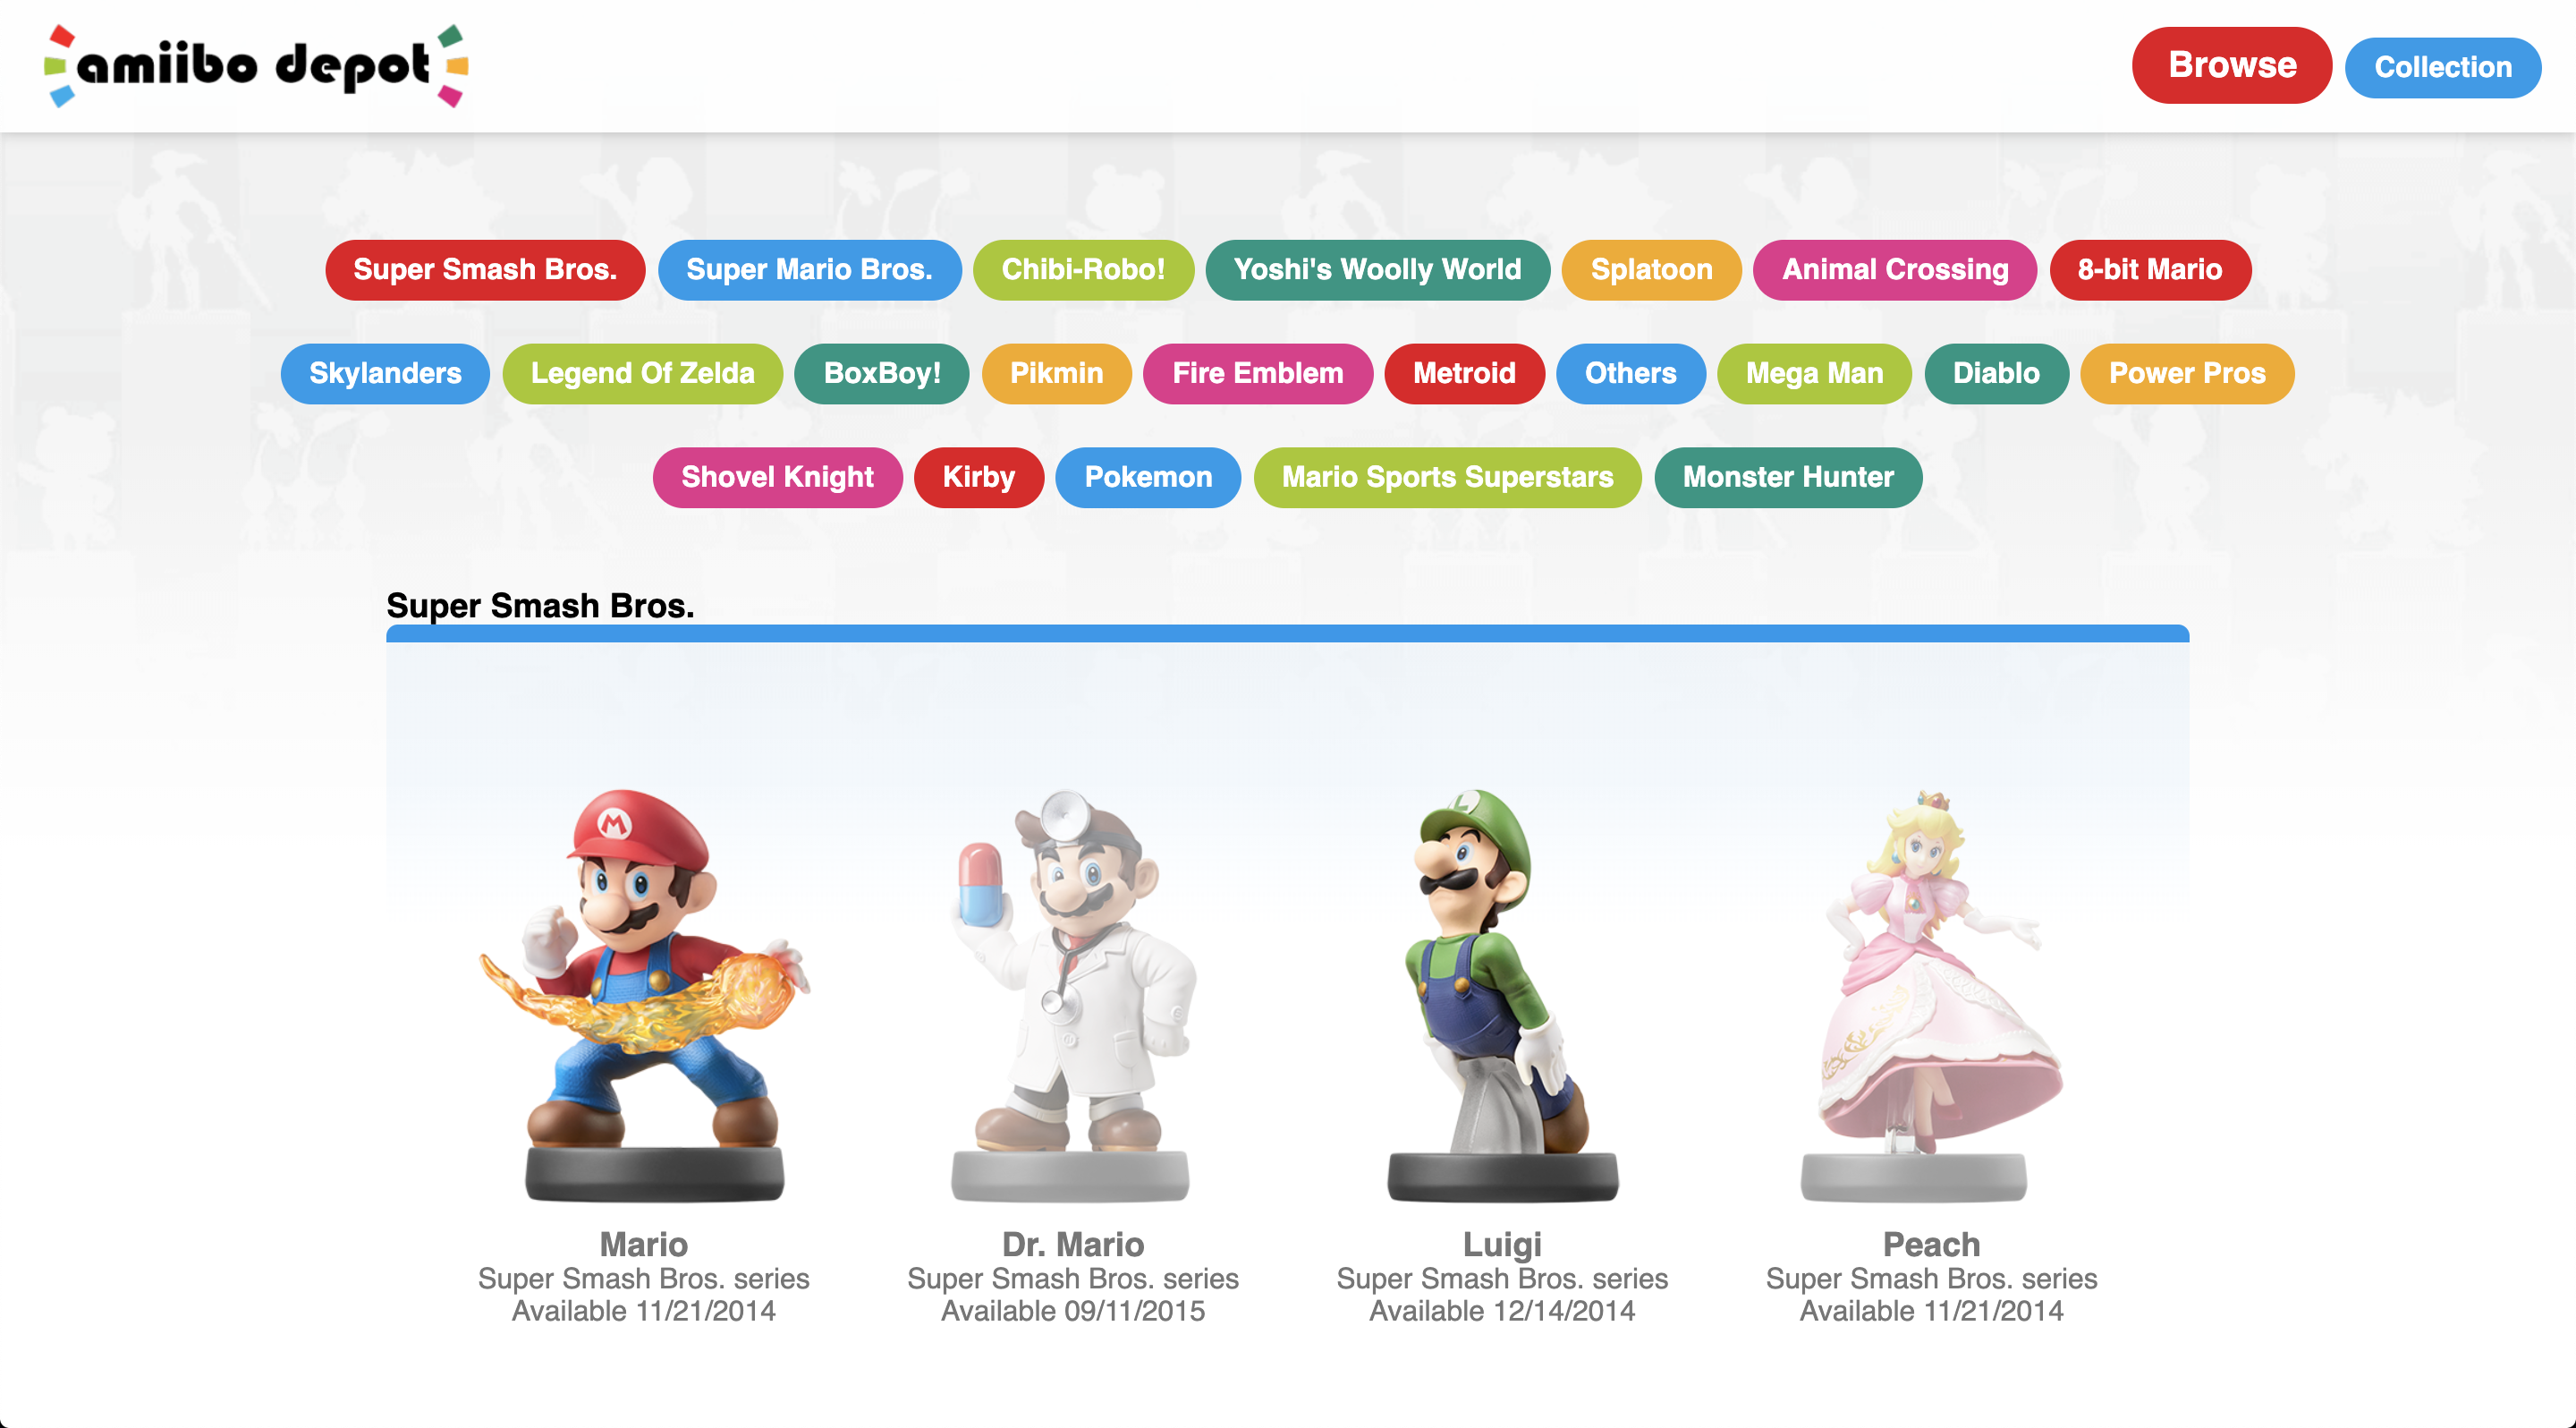 amiibo depot
Browse Collection
Super Smash Bros. Super Mario Bros. Chibi-Robo! Yoshi's Woolly World Splatoon Animal Crossing 8-bit Mario
Skylanders Legend Of Zelda BoxBoy! Pikmin Fire Emblem Metroid Others Mega Man Diablo Power Pros
Shovel Knight Kirby Pokemon Mario Sports Superstars Monster Hunter
Super Smash Bros.
M
L
Mario
Super Smash Bros. series
Available 11/21/2014
Dr. Mario
Super Smash Bros. series
Available 09/11/2015
Luigi
Super Smash Bros. series
Available 12/14/2014
Peach
Super Smash Bros. series
Available 11/21/2014